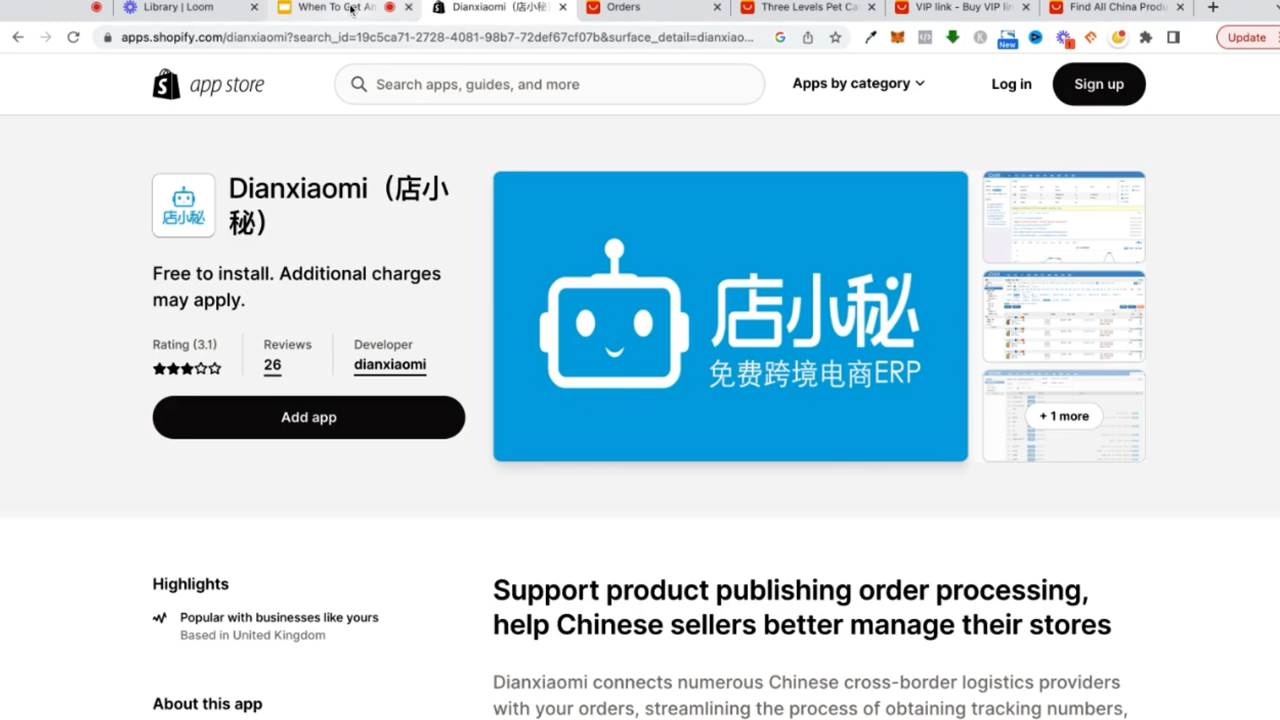 Library | Loom
When To Get An
Dianxiaomi（店小秘）
Orders
Three Levels Pet Ca
VIP link - Buy VIP lin
Find All China Produ
apps.shopify.com/dianxiaomi?search_id=19c5ca71-2728-4081-98b7-72def67cf07b&surface_detail=dianxiao...
New
1
Update
app store
Search apps, guides, and more
Apps by category
Log in
Sign up
店小秘
Dianxiaomi（店小
秘）
Free to install. Additional charges
may apply.
Rating (3.1)
Reviews
Developer
26
dianxiaomi
Add app
店小秘
免费跨境电商ERP
+ 1 more
Highlights
Popular with businesses like yours
Based in United Kingdom
About this app
Support product publishing order processing,
help Chinese sellers better manage their stores
Dianxiaomi connects numerous Chinese cross-border logistics providers
with your orders, streamlining the process of obtaining tracking numbers,